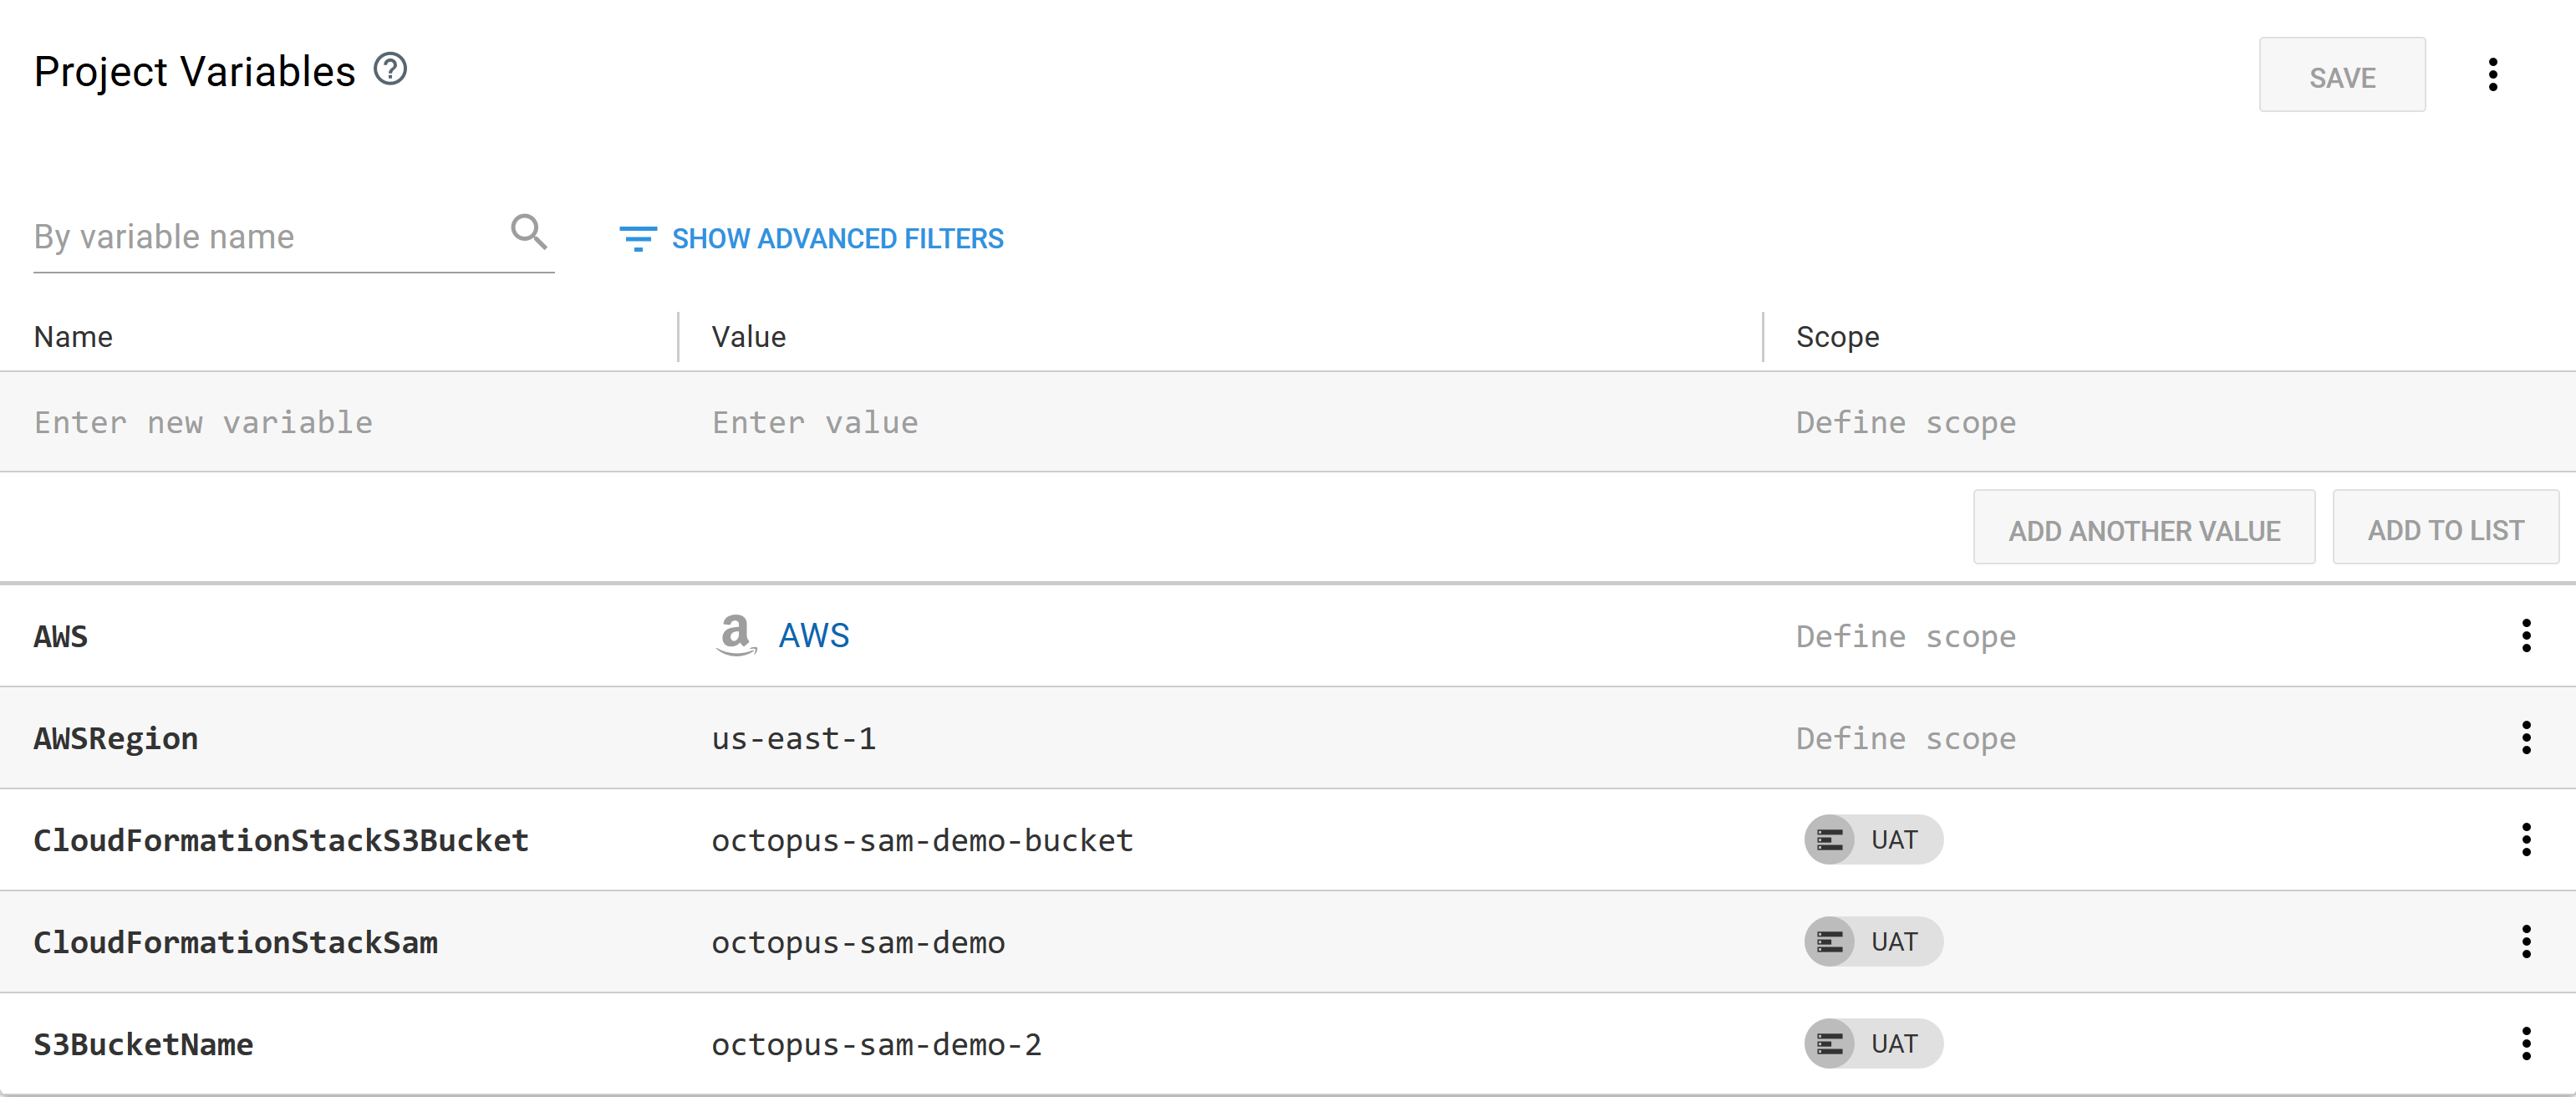 Project Variables
SAVE
By variable name
SHOW ADVANCED FILTERS
Name Value Scope
Enter new variable Enter value Define scope
ADD ANOTHER VALUE ADD TO LIST
AWS AWS Define scope
AWSRegion us-east-1 Define scope
CloudFormationStackS3Bucket octopus-sam-demo-bucket UAT
CloudFormationStackSam octopus-sam-demo UAT
S3BucketName octopus-sam-demo-2 UAT